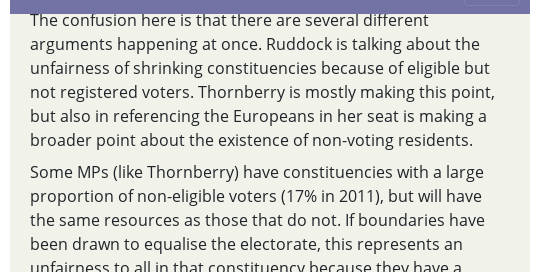 The confusion here is that there are several different
arguments happening at once. Ruddock is talking about the
unfairness of shrinking constituencies because of eligible but
not registered voters. Thornberry is mostly making this point,
but also in referencing the Europeans in her seat is making a
broader point about the existence of non-voting residents.
Some MPs (like Thornberry) have constituencies with a large
proportion of non-eligible voters (17% in 2011), but will have
the same resources as those that do not. If boundaries have
been drawn to equalise the electorate, this represents an
unfairness to all in that constituency because they have a